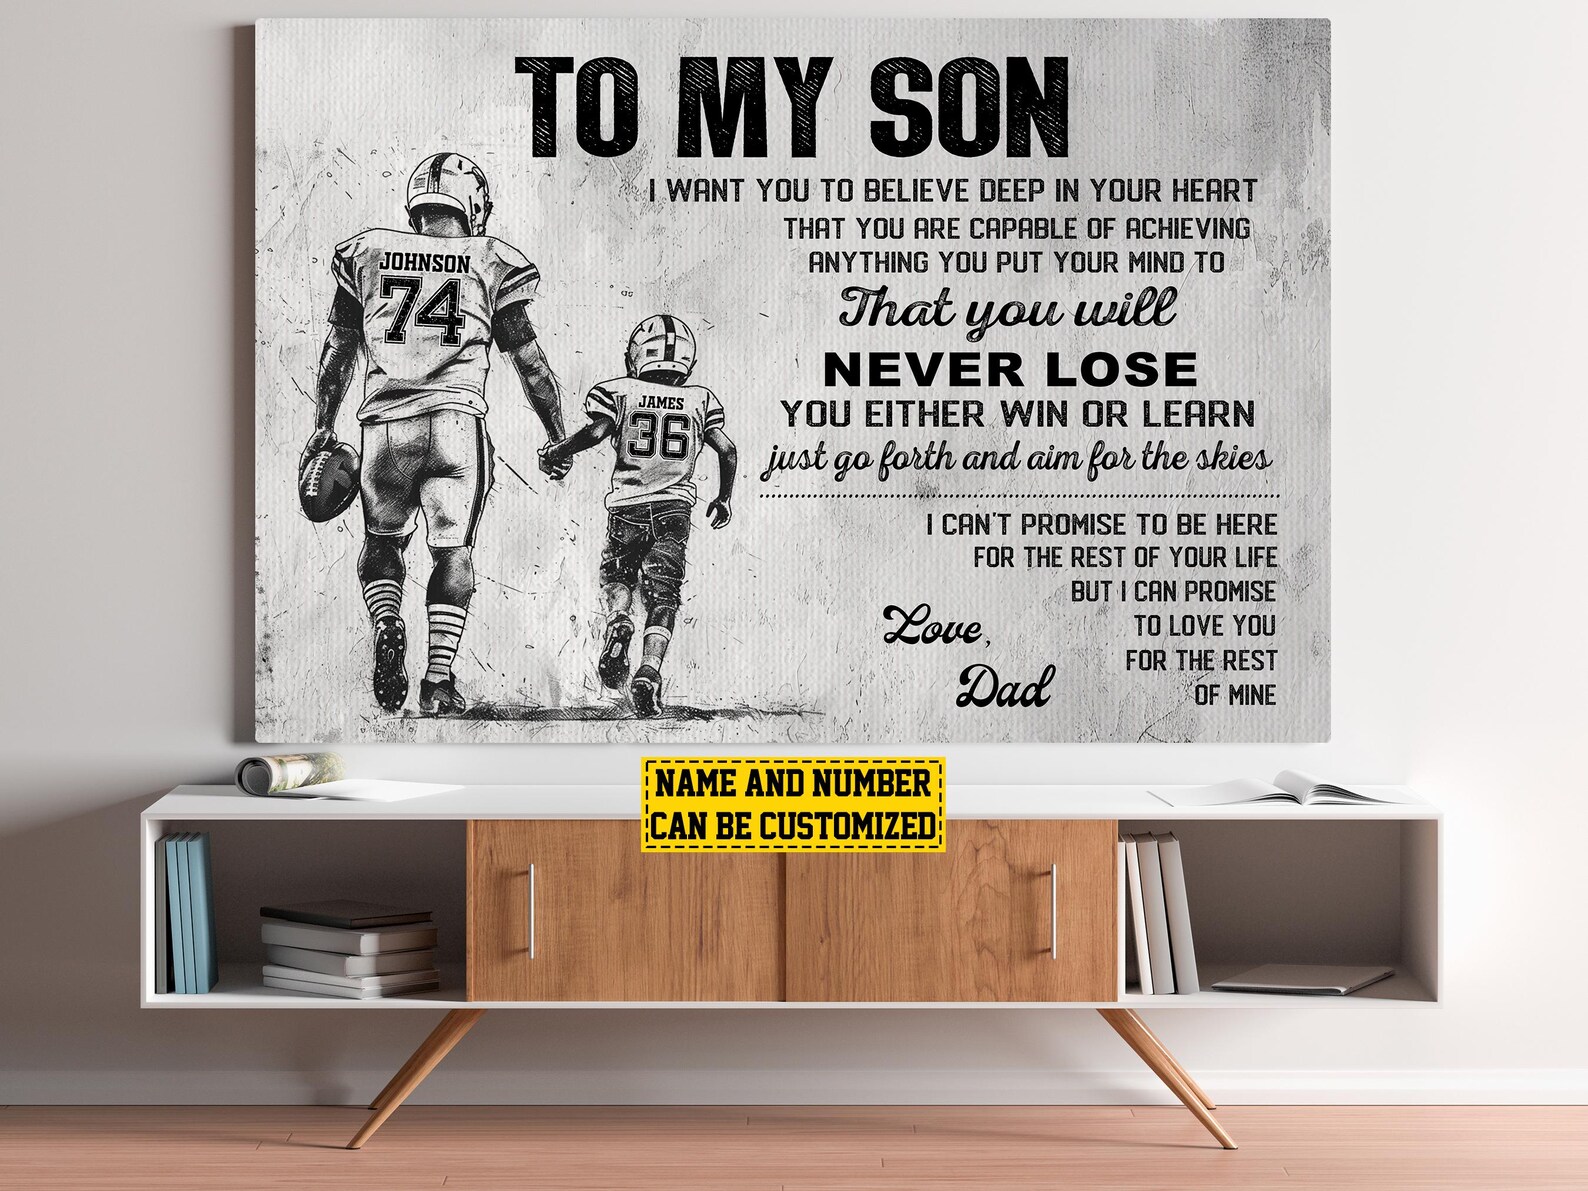 TO MY SON
I WANT YOU TO BELIEVE DEEP IN YOUR HEART
THAT YOU ARE CAPABLE OF ACHIEVING
ANYTHING YOU PUT YOUR MIND TO
That you will
NEVER LOSE
YOU EITHER WIN OR LEARN
just go forth and aim for the skies
I CAN'T PROMISE TO BE HERE
FOR THE REST OF YOUR LIFE
BUT I CAN PROMISE
TO LOVE YOU
FOR THE REST
OF MINE
Love,
Dad
JOHNSON
74
JAMES
36
NAME AND NUMBER
CAN BE CUSTOMIZED